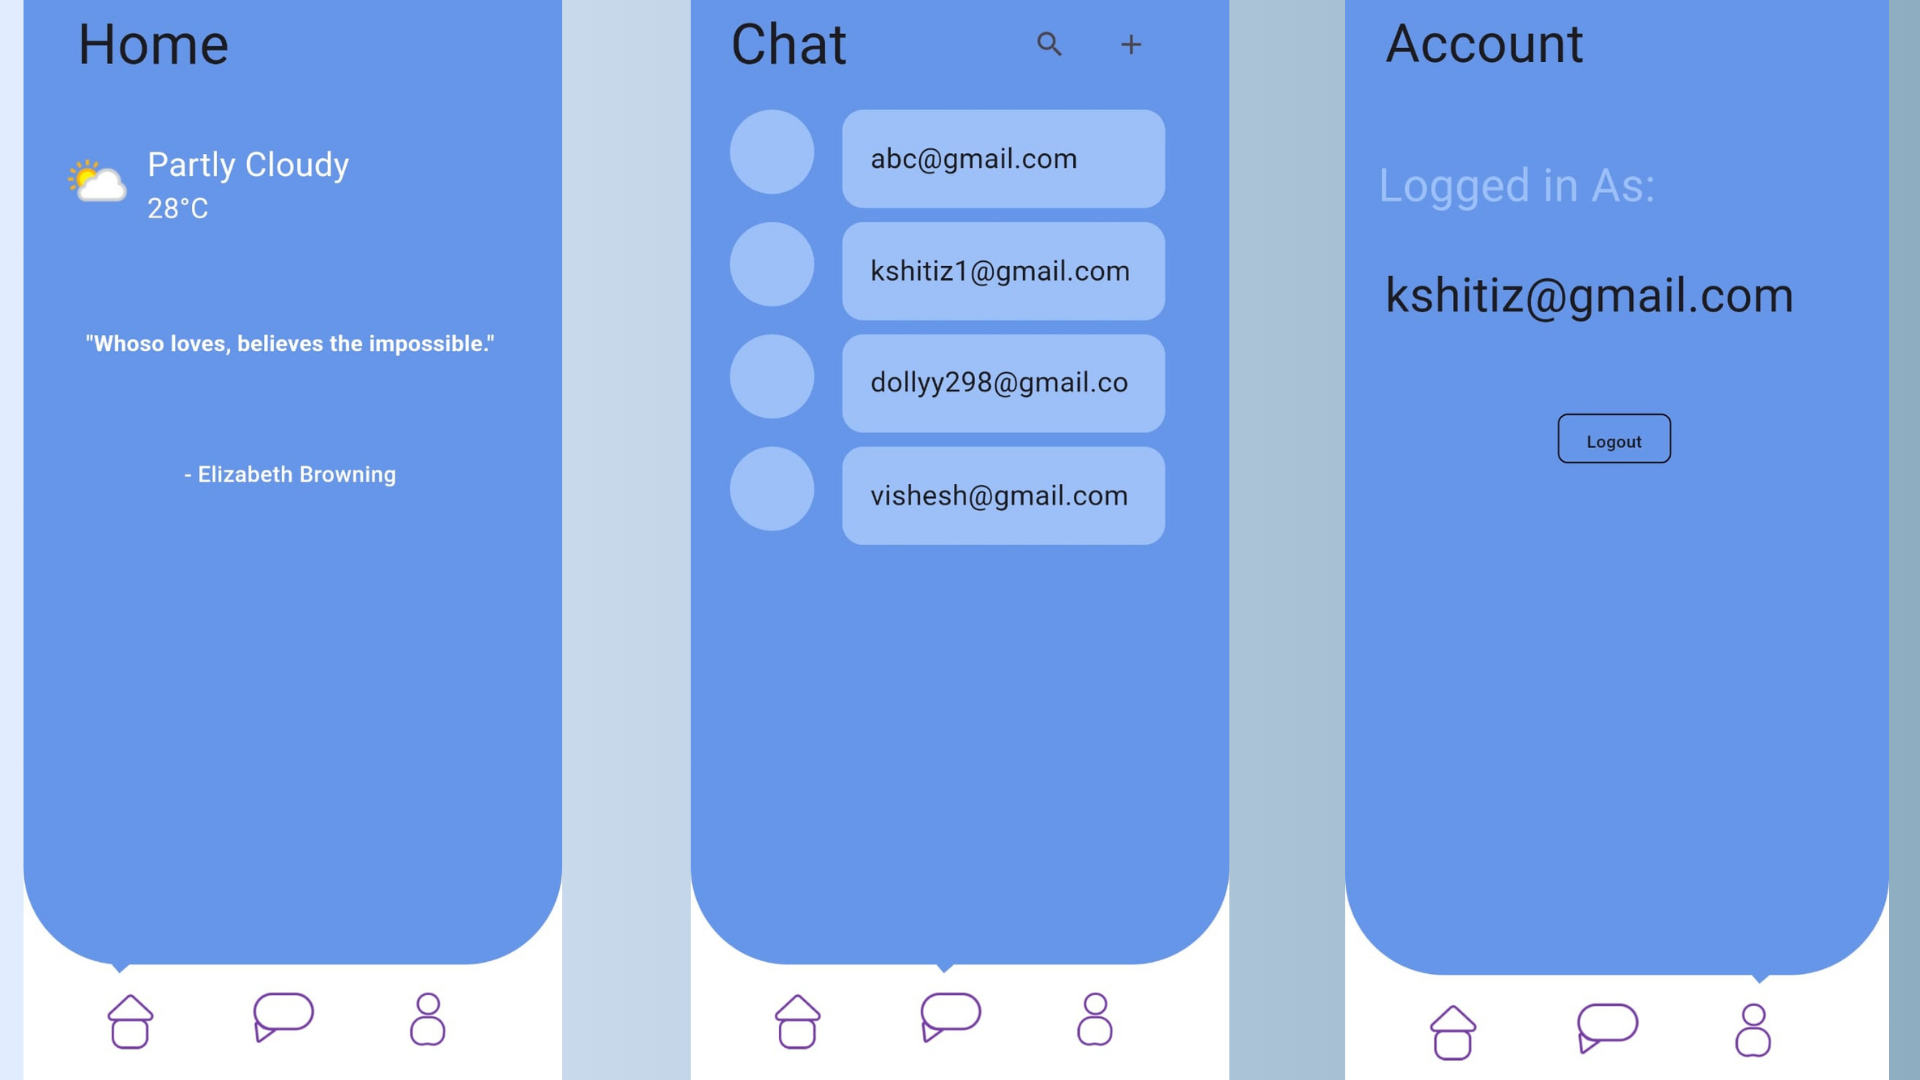 Home
Partly Cloudy
28°C
"Whoso loves, believes the impossible."
- Elizabeth Browning
Chat
abc@gmail.com
kshitiz1@gmail.com
dollyy298@gmail.co
vishesh@gmail.com
Account
Logged in As:
kshitiz@gmail.com
Logout